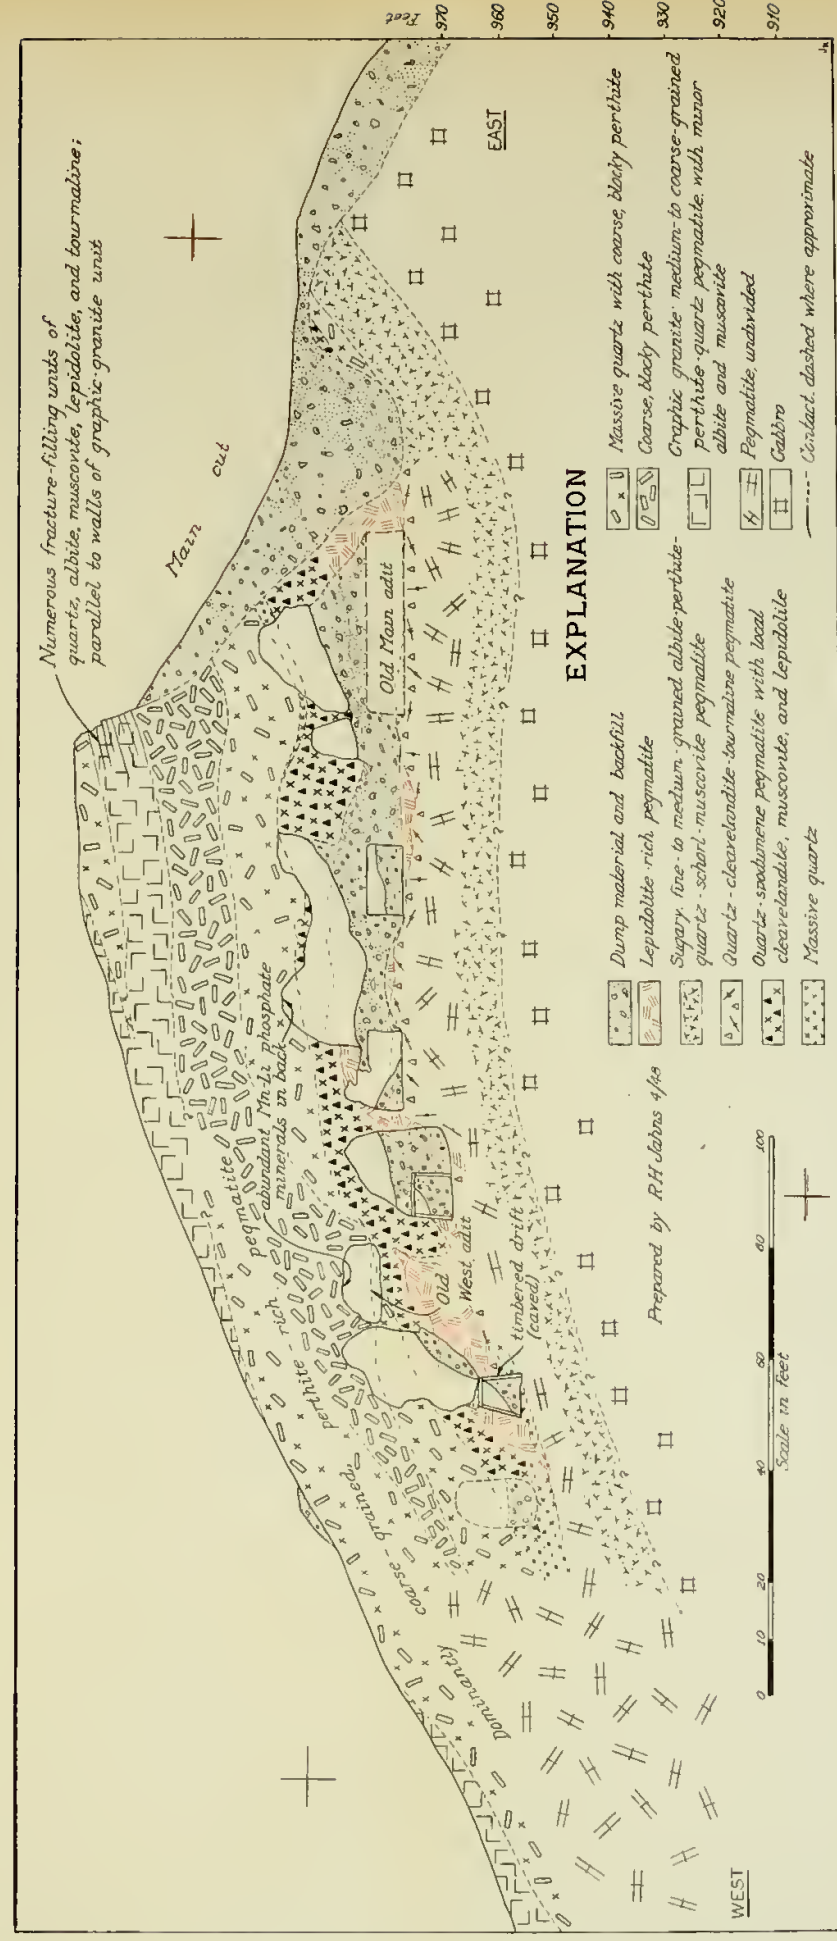 Numerous fracture-filling units of
quartz, albite, muscovite, lepidolite, and tourmaline;
parallel to walls of graphic-granite unit
Main cut
Feet
970
960
950
940
930
920
910
EAST
Old Main adit
abundant Mn-Li phosphate
minerals in back
Dominantly coarse-grained, perthite-rich pegmatite
Old
West adit
timbered drift
(caved)
WEST
EXPLANATION
Dump material and backfill
Lepidolite-rich pegmatite
Sugary, fine- to medium-grained albite-perthite-
quartz-schorl-muscovite pegmatite
Quartz-cleavelandite-tourmaline pegmatite
Quartz-spodumene pegmatite with local
cleavelandite, muscovite, and lepidolite
Massive quartz
Massive quartz with coarse, blocky perthite
Coarse, blocky perthite
Graphic granite: medium- to coarse-grained
perthite-quartz pegmatite with minor
albite and muscovite
Pegmatite, undivided
Gabbro
Contact, dashed where approximate
Prepared by R H Jahns 4/48
0 10 20 40 60 80 100
Scale in feet